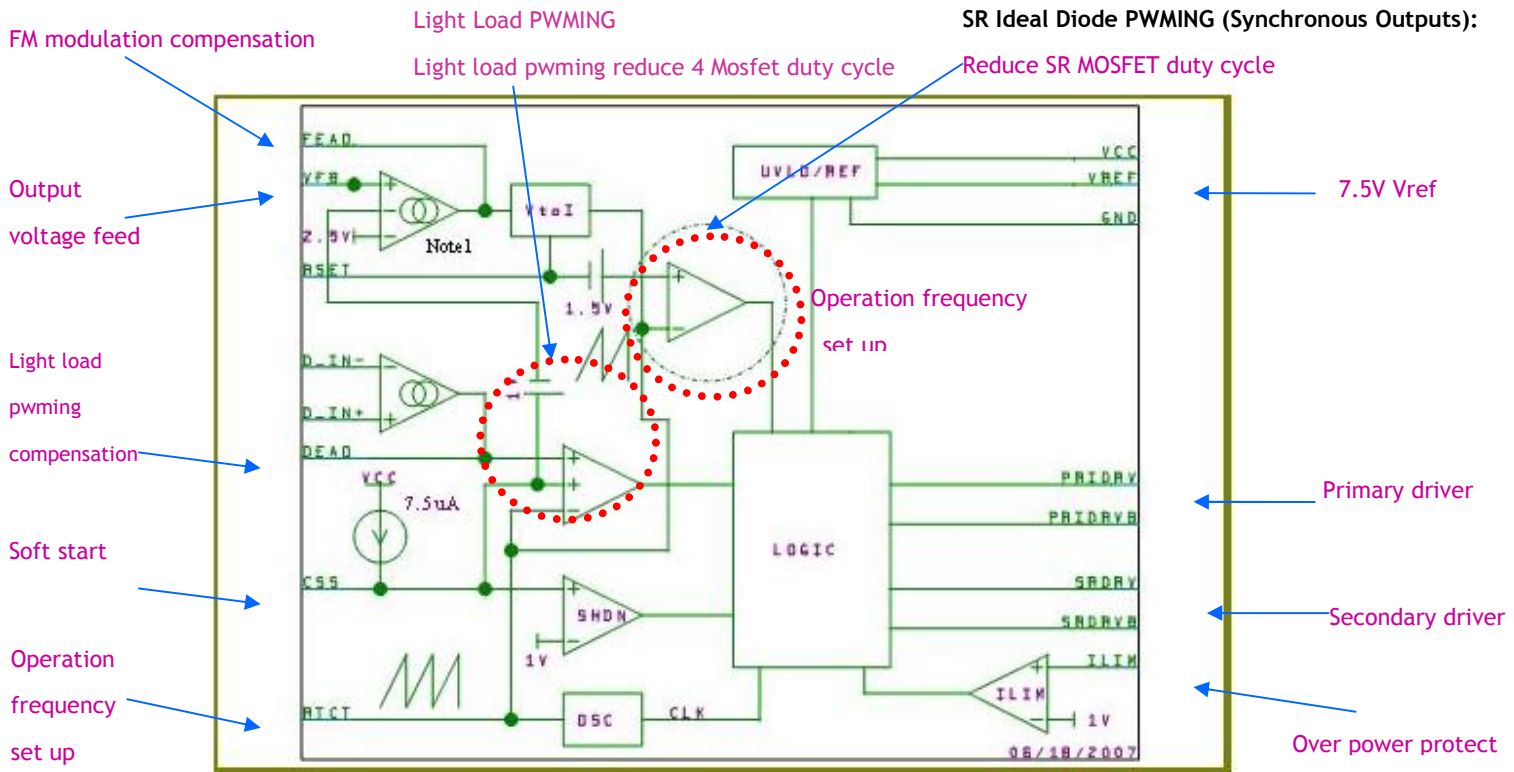 Light Load PWMING
SR Ideal Diode PWMING (Synchronous Outputs):
FM modulation compensation
Light load pwming reduce 4 Mosfet duty cycle
Reduce SR MOSFET duty cycle
FEAO
VFB
2.5V
Note1
VtoI
RSET
1.5V
UVLO/REF
VCC
VREF
GND
Output
voltage feed
7.5V Vref
Operation frequency
set up
Light load
pwming
compensation
D_IN-
D_IN+
DEAO
VCC
7.5uA
CSS
SHDN
1V
RTCT
OSC
CLK
LOGIC
PRIDRV
PRIDRVB
SRDRV
SRDRVB
ILIM
ILIM
1V
06/18/2007
Primary driver
Soft start
Secondary driver
Operation
frequency
set up
Over power protect